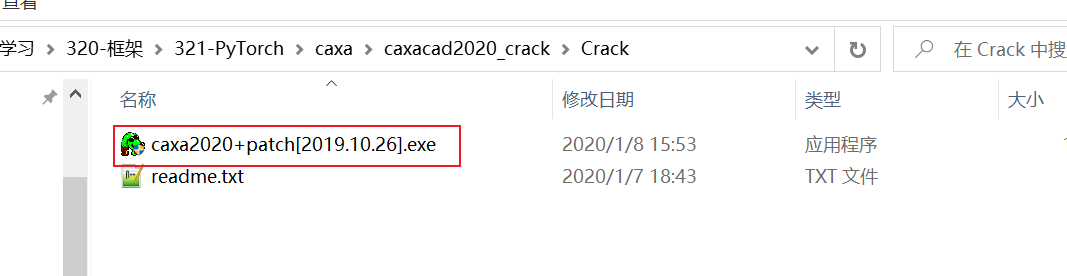 查看
学习 320-框架 321-PyTorch caxa caxacad2020_crack Crack 在 Crack 中搜
名称 修改日期 类型 大小
caxa2020+patch[2019.10.26].exe 2020/1/8 15:53 应用程序
readme.txt 2020/1/7 18:43 TXT 文件